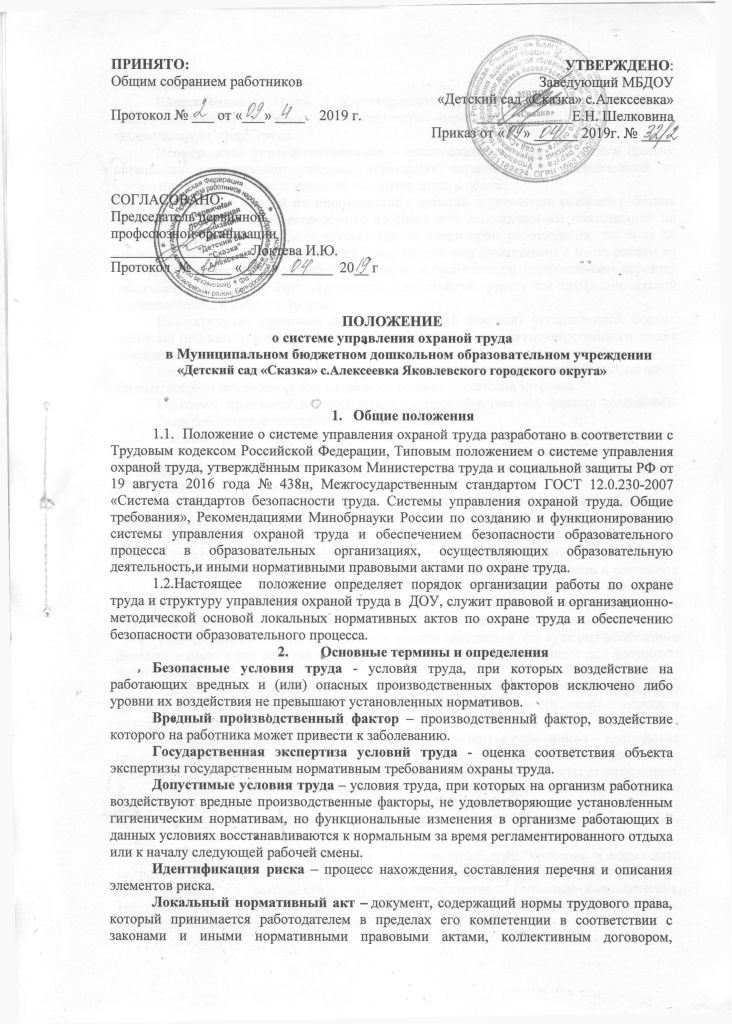 ПРИНЯТО:
Общим собранием работников
Протокол № 2 от «09» 4 2019 г.
УТВЕРЖДЕНО:
Заведующий МБДОУ
«Детский сад «Сказка» с.Алексеевка»
Е.Н. Шелковина
Приказ от «09» 04 2019г. № 32/2
СОГЛАСОВАНО:
Председатель первичной
профсоюзной организации
Локтева И.Ю.
Протокол № « » 04 2019 г
ПОЛОЖЕНИЕ
о системе управления охраной труда
в Муниципальном бюджетном дошкольном образовательном учреждении
«Детский сад «Сказка» с.Алексеевка Яковлевского городского округа»
1. Общие положения
1.1. Положение о системе управления охраной труда разработано в соответствии с
Трудовым кодексом Российской Федерации, Типовым положением о системе управления
охраной труда, утверждённым приказом Министерства труда и социальной защиты РФ от
19 августа 2016 года № 438н, Межгосударственным стандартом ГОСТ 12.0.230-2007
«Система стандартов безопасности труда. Системы управления охраной труда. Общие
требования», Рекомендациями Минобрнауки России по созданию и функционированию
системы управления охраной труда и обеспечением безопасности образовательного
процесса в образовательных организациях, осуществляющих образовательную
деятельность,и иными нормативными правовыми актами по охране труда.
1.2.Настоящее положение определяет порядок организации работы по охране
труда и структуру управления охраной труда в ДОУ, служит правовой и организационно-
методической основой локальных нормативных актов по охране труда и обеспечению
безопасности образовательного процесса.
2. Основные термины и определения
Безопасные условия труда - условия труда, при которых воздействие на
работающих вредных и (или) опасных производственных факторов исключено либо
уровни их воздействия не превышают установленных нормативов.
Вредный производственный фактор – производственный фактор, воздействие
которого на работника может привести к заболеванию.
Государственная экспертиза условий труда - оценка соответствия объекта
экспертизы государственным нормативным требованиям охраны труда.
Допустимые условия труда – условия труда, при которых на организм работника
воздействуют вредные производственные факторы, не удовлетворяющие установленным
гигиеническим нормативам, но функциональные изменения в организме работающих в
данных условиях восстанавливаются к нормальным за время регламентированного отдыха
или к началу следующей рабочей смены.
Идентификация риска – процесс нахождения, составления перечня и описания
элементов риска.
Локальный нормативный акт – документ, содержащий нормы трудового права,
который принимается работодателем в пределах его компетенции в соответствии с
законами и иными нормативными правовыми актами, коллективным договором,